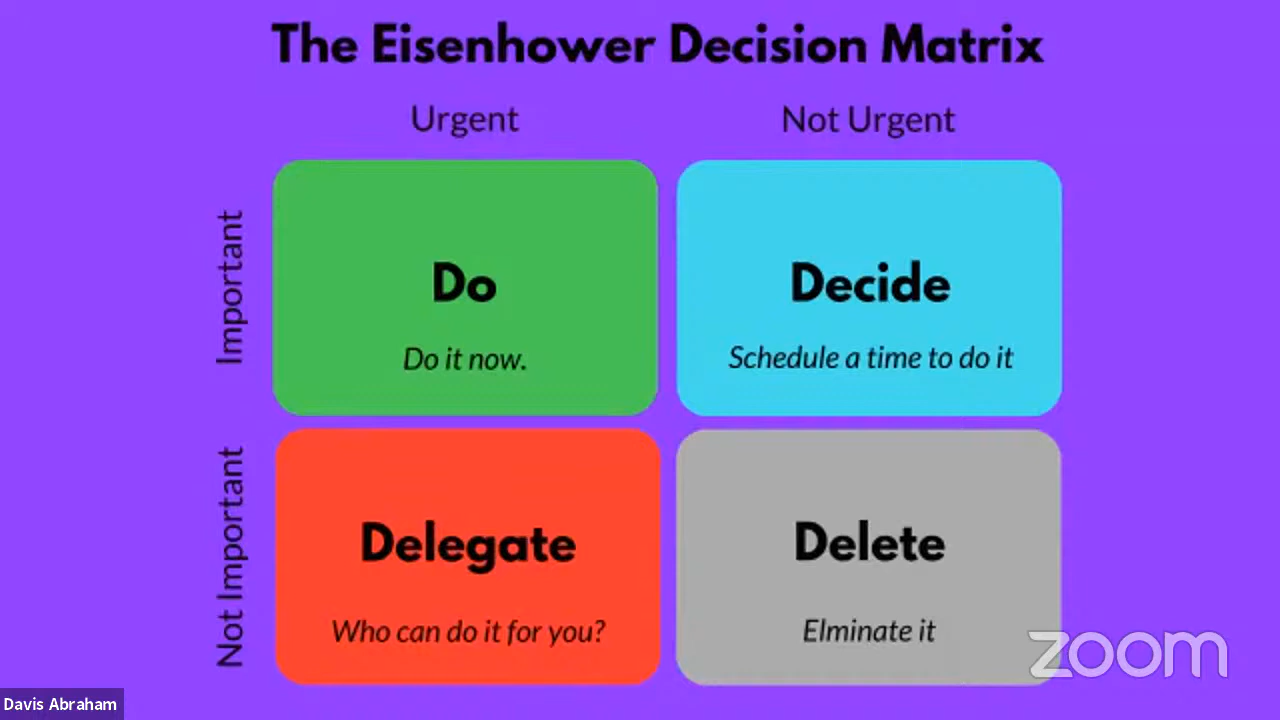 The Eisenhower Decision Matrix
Urgent
Not Urgent
Important
Do
Do it now.
Decide
Schedule a time to do it
Not Important
Delegate
Who can do it for you?
Delete
Elminate it
zoom
Davis Abraham